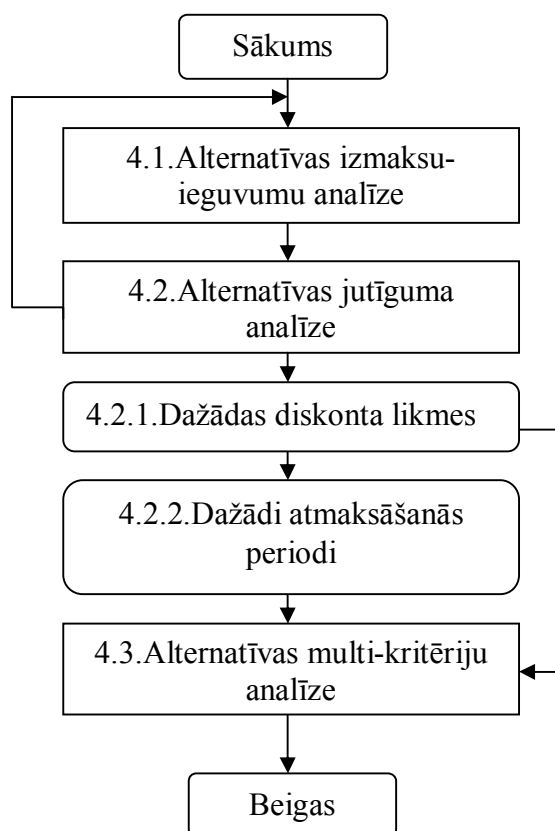 Sākums
4.1.Alternatīvas izmaksu-
ieguvumu analīze
4.2.Alternatīvas jutīguma
analīze
4.2.1.Dažādas diskonta likmes
4.2.2.Dažādi atmaksāšanās
periodi
4.3.Alternatīvas multi-kritēriju
analīze
Beigas